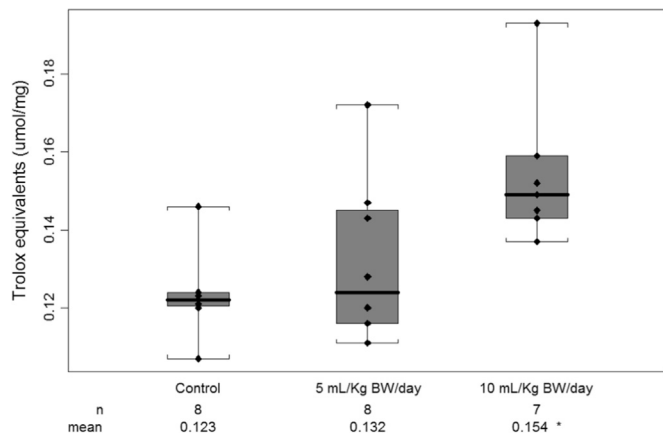 Trolox equivalents (umol/mg)
0.18
0.16
0.14
0.12
Control 5 mL/Kg BW/day 10 mL/Kg BW/day
n 8 8 7
mean 0.123 0.132 0.154 *